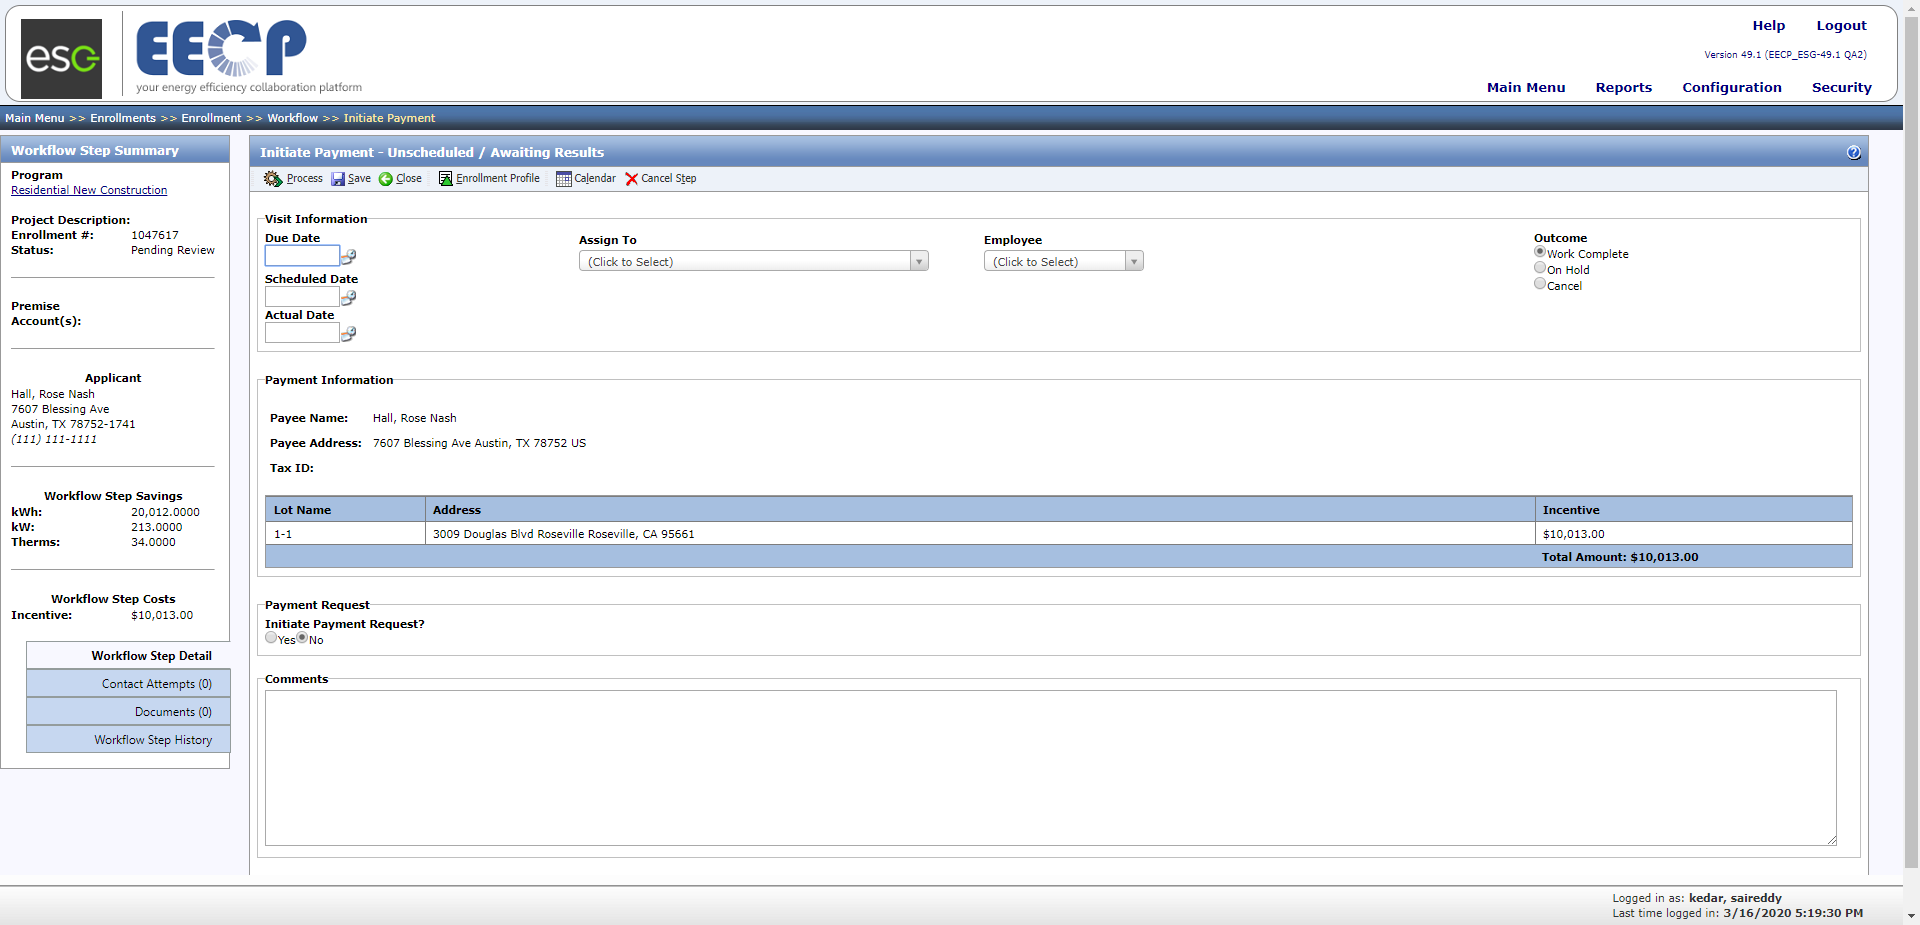 esg
EECP
your energy efficiency collaboration platform
Help Logout
Version 49.1 (EECP_ESG-49.1 QA2)
Main Menu Reports Configuration Security
Main Menu >> Enrollments >> Enrollment >> Workflow >> Initiate Payment
Workflow Step Summary
Program
Residential New Construction
Project Description:
Enrollment #: 1047617
Status: Pending Review
Premise
Account(s):
Applicant
Hall, Rose Nash
7607 Blessing Ave
Austin, TX 78752-1741
(111) 111-1111
Workflow Step Savings
kWh: 20,012.0000
kW: 213.0000
Therms: 34.0000
Workflow Step Costs
Incentive: $10,013.00
Workflow Step Detail
Contact Attempts (0)
Documents (0)
Workflow Step History
Initiate Payment - Unscheduled / Awaiting Results
?
Process Save Close Enrollment Profile Calendar Cancel Step
Visit Information
Due Date
Scheduled Date
Actual Date
Assign To
(Click to Select)
Employee
(Click to Select)
Outcome
Work Complete
On Hold
Cancel
Payment Information
Payee Name: Hall, Rose Nash
Payee Address: 7607 Blessing Ave Austin, TX 78752 US
Tax ID:
Lot Name Address Incentive
1-1 3009 Douglas Blvd Roseville Roseville, CA 95661 $10,013.00
Total Amount: $10,013.00
Payment Request
Initiate Payment Request?
Yes No
Comments
Logged in as: kedar, saireddy
Last time logged in: 3/16/2020 5:19:30 PM